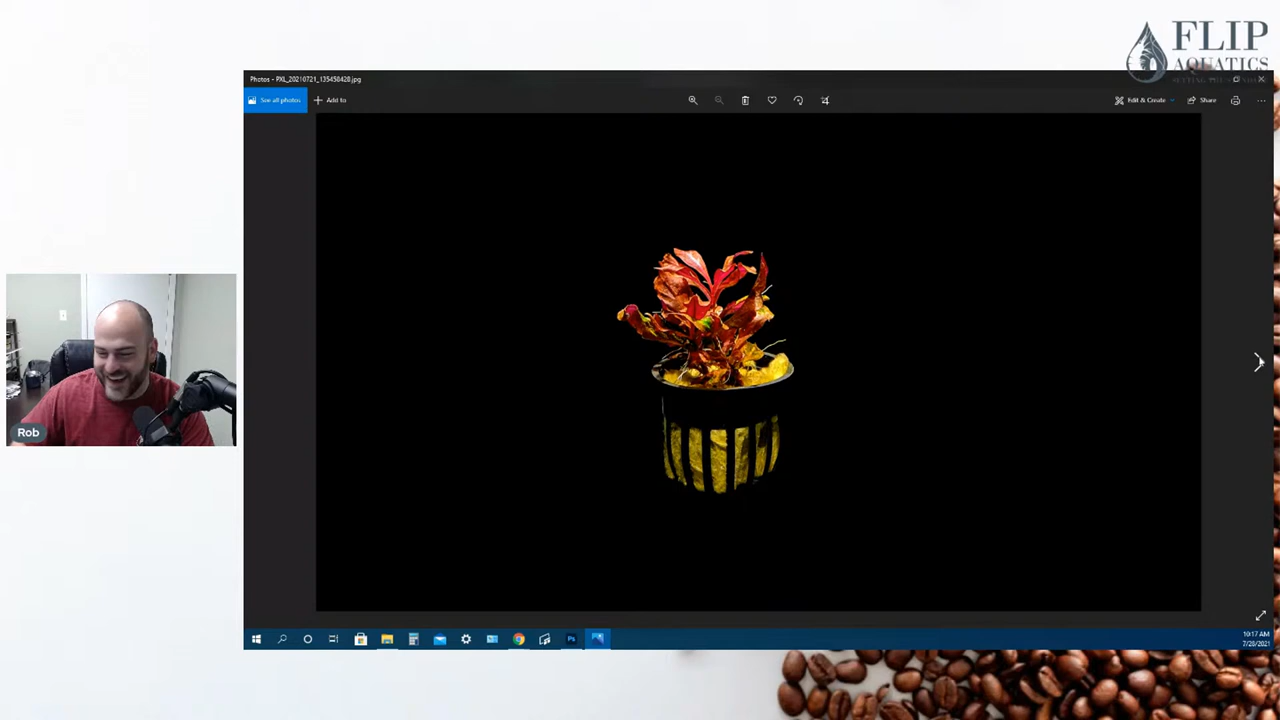 FLIP
AQUATICS
Photos - PXL_20210721_135458428.jpg
See all photos
Add to
Edit & Create
Share
Rob
Ps
10:17 AM
7/28/2021